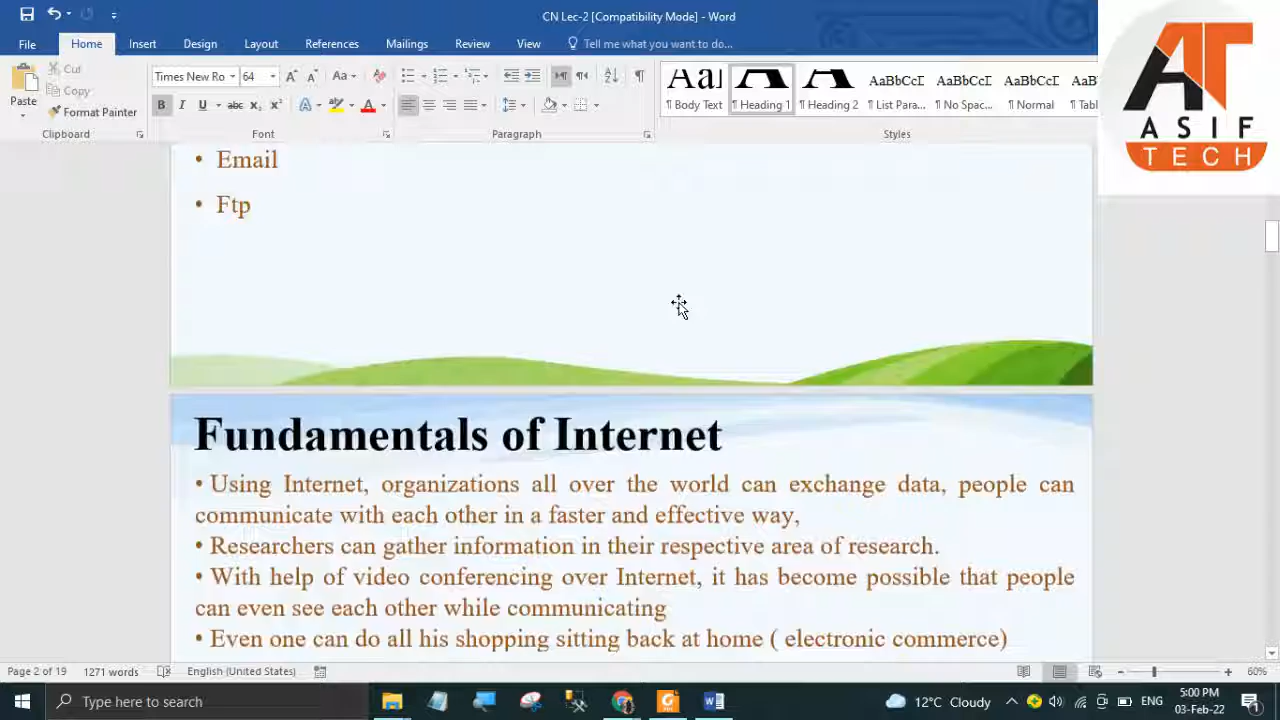 CN Lec-2 [Compatibility Mode] - Word
File Home Insert Design Layout References Mailings Review View Tell me what you want to do...
Cut
Copy
Format Painter
Paste
Clipboard
Times New Ro 64
Font
Paragraph
¶ Body Text ¶ Heading 1 ¶ Heading 2 ¶ List Para... ¶ No Spac... ¶ Normal ¶ Tabl
Styles
ASIF
TECH
• Email
• Ftp
Fundamentals of Internet
• Using Internet, organizations all over the world can exchange data, people can
communicate with each other in a faster and effective way,
• Researchers can gather information in their respective area of research.
• With help of video conferencing over Internet, it has become possible that people
can even see each other while communicating
• Even one can do all his shopping sitting back at home ( electronic commerce)
Page 2 of 19 1271 words English (United States) 60%
Type here to search
12°C Cloudy
ENG
5:00 PM
03-Feb-22